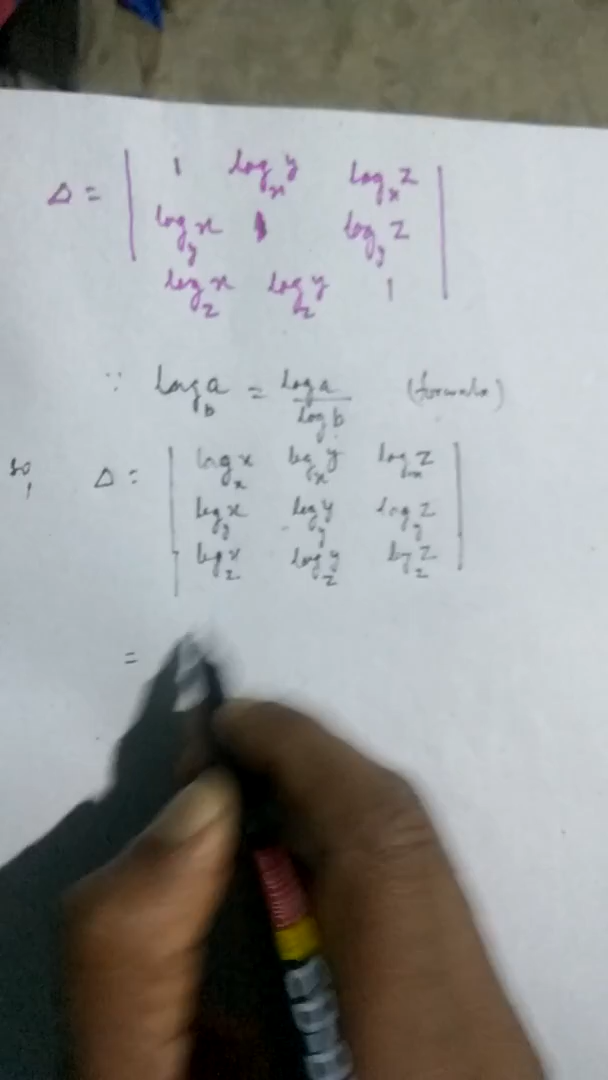 Δ = | 1 log_x y log_x z |
| log_y x 1 log_y z |
| log_z x log_z y 1 |
∵ log_b a = log a / log b (formula)
so, Δ = | log_x x log_x y log_x z |
| log_y x log_y y log_y z |
| log_z x log_z y log_z z |
=